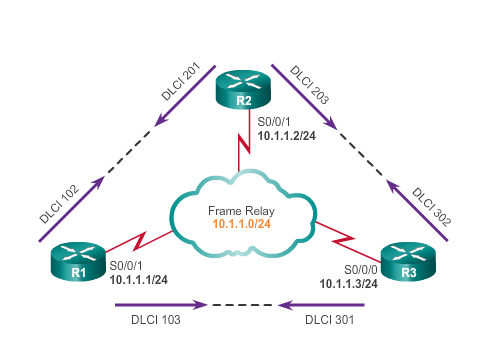 DLCI 201
DLCI 203
R2
S0/0/1
10.1.1.2/24
DLCI 102
DLCI 302
Frame Relay
10.1.1.0/24
R1
S0/0/1
10.1.1.1/24
S0/0/0
10.1.1.3/24
R3
DLCI 103
DLCI 301